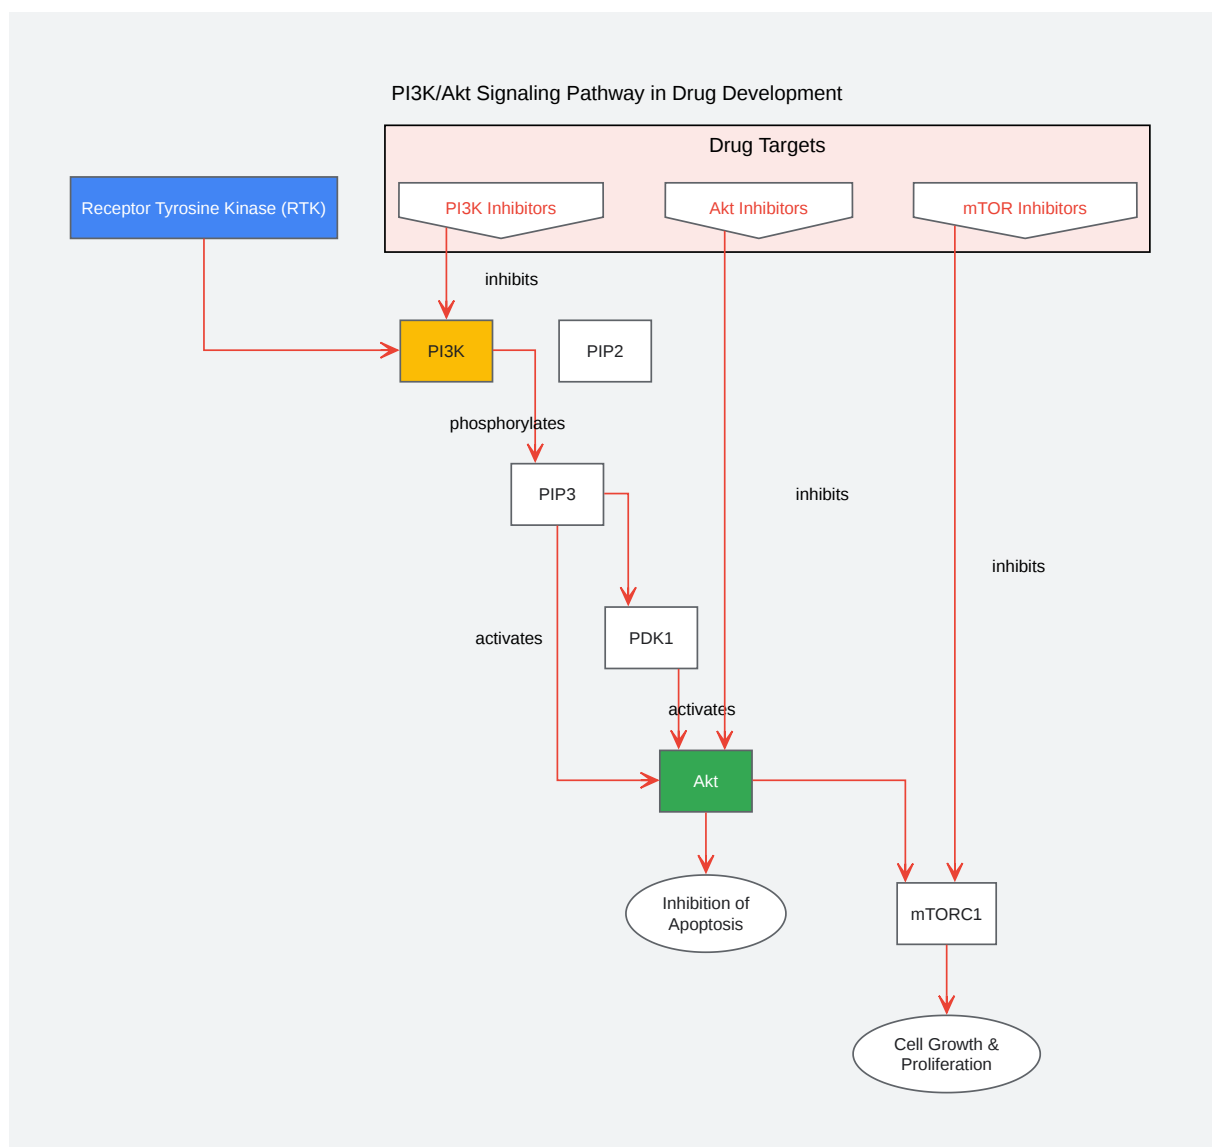 PI3K/Akt Signaling Pathway in Drug Development
Drug Targets
Receptor Tyrosine Kinase (RTK)
PI3K Inhibitors
Akt Inhibitors
mTOR Inhibitors
inhibits
PI3K
PIP2
phosphorylates
PIP3
inhibits
inhibits
activates
PDK1
activates
Akt
Inhibition of
Apoptosis
mTORC1
Cell Growth &
Proliferation